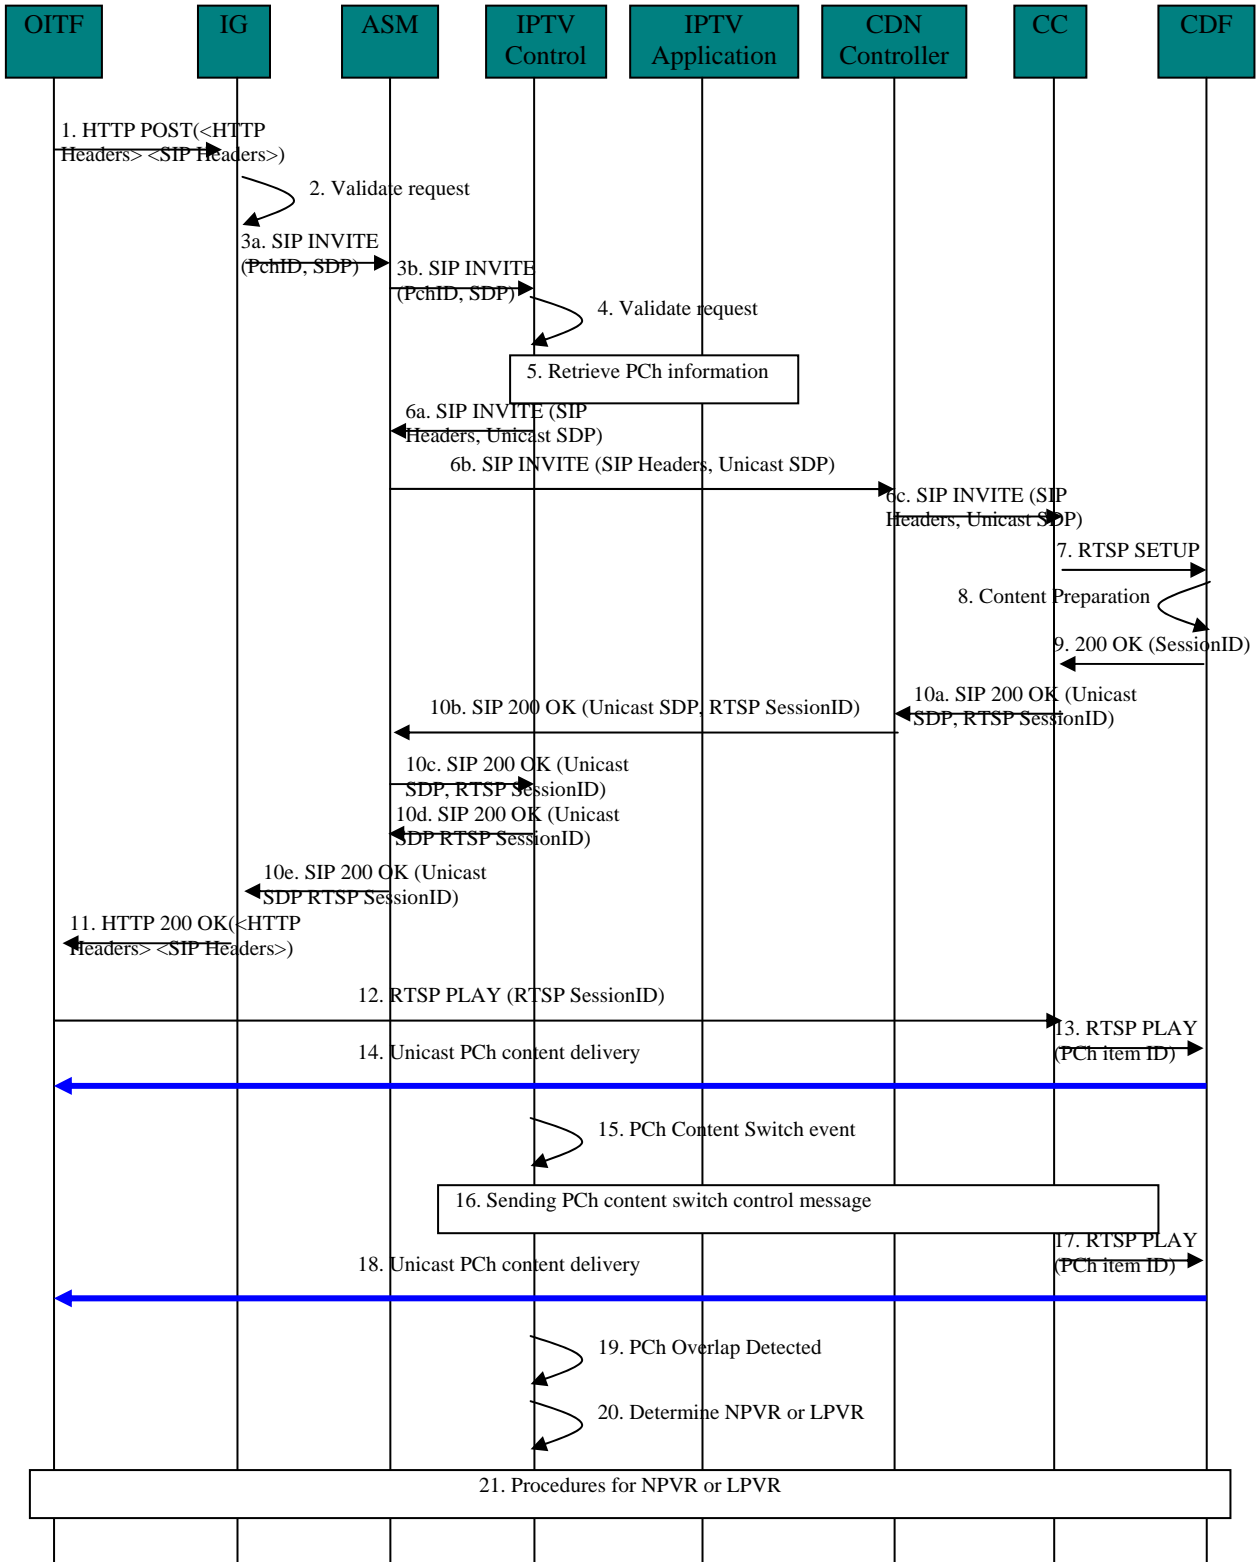 OITF
IG
ASM
IPTV
Control
IPTV
Application
CDN
Controller
CC
CDF
1. HTTP POST(<HTTP
Headers> <SIP Headers>)
2. Validate request
3a. SIP INVITE
(PchID, SDP)
3b. SIP INVITE
(PchID, SDP)
4. Validate request
5. Retrieve PCh information
6a. SIP INVITE (SIP
Headers, Unicast SDP)
6b. SIP INVITE (SIP Headers, Unicast SDP)
6c. SIP INVITE (SIP
Headers, Unicast SDP)
7. RTSP SETUP
8. Content Preparation
9. 200 OK (SessionID)
10a. SIP 200 OK (Unicast
SDP, RTSP SessionID)
10b. SIP 200 OK (Unicast SDP, RTSP SessionID)
10c. SIP 200 OK (Unicast
SDP, RTSP SessionID)
10d. SIP 200 OK (Unicast
SDP RTSP SessionID)
10e. SIP 200 OK (Unicast
SDP RTSP SessionID)
11. HTTP 200 OK(<HTTP
Headers> <SIP Headers>)
12. RTSP PLAY (RTSP SessionID)
13. RTSP PLAY
(PCh item ID)
14. Unicast PCh content delivery
15. PCh Content Switch event
16. Sending PCh content switch control message
17. RTSP PLAY
(PCh item ID)
18. Unicast PCh content delivery
19. PCh Overlap Detected
20. Determine NPVR or LPVR
21. Procedures for NPVR or LPVR